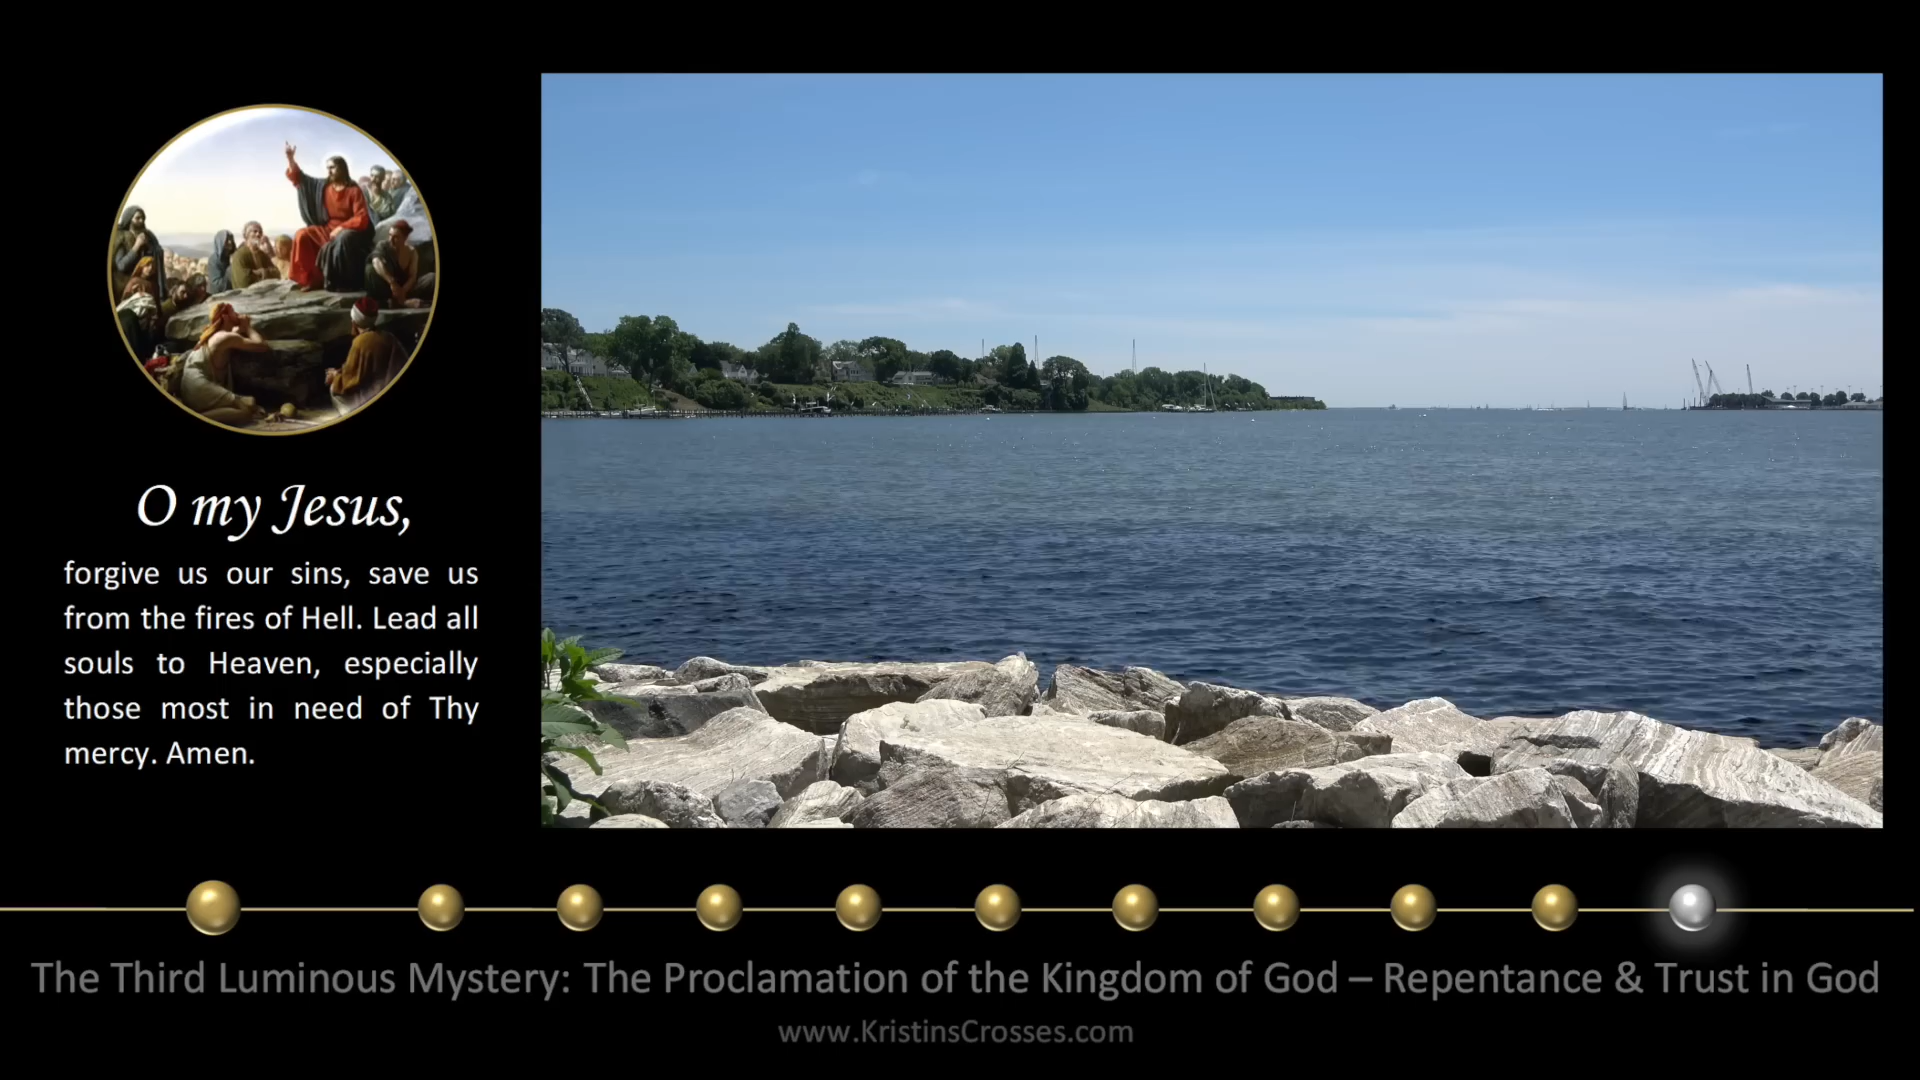 O my Jesus,
forgive us our sins, save us
from the fires of Hell. Lead all
souls to Heaven, especially
those most in need of Thy
mercy. Amen.
The Third Luminous Mystery: The Proclamation of the Kingdom of God – Repentance & Trust in God
www.KristinsCrosses.com